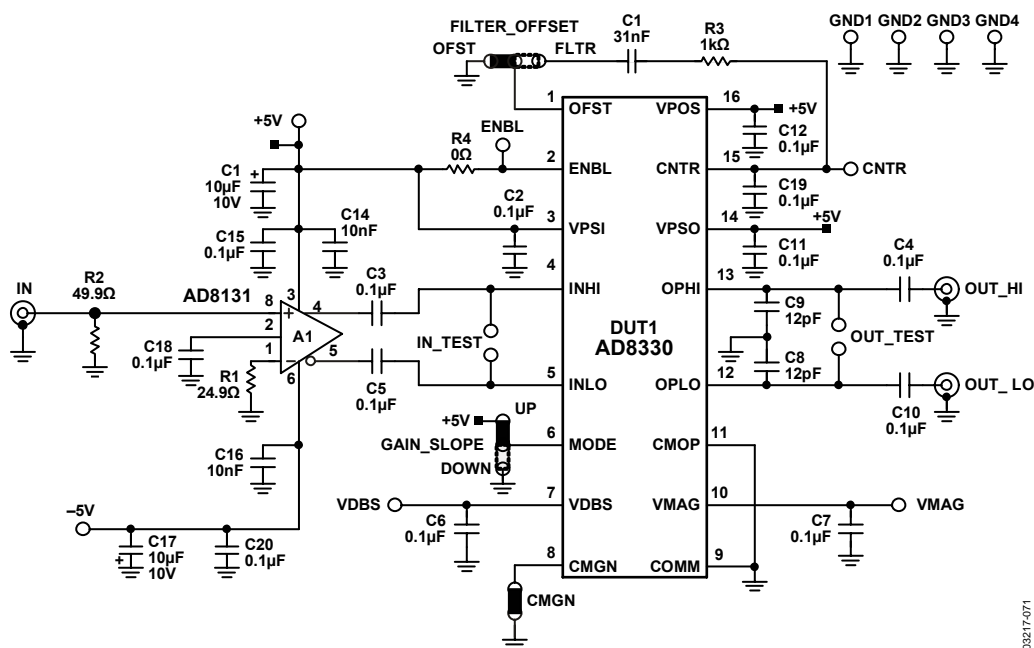 FILTER_OFFSET
OFST
FLTR
C1
31nF
R3
1kΩ
GND1 GND2 GND3 GND4
+5V
R4
0Ω
ENBL
1
OFST
VPOS
16
+5V
C12
0.1µF
C1
10µF
10V
+
2
ENBL
CNTR
15
CNTR
C2
0.1µF
C19
0.1µF
C15
0.1µF
C14
10nF
3
VPSI
VPSO
14
+5V
C11
0.1µF
IN
R2
49.9Ω
AD8131
C3
0.1µF
4
INHI
OPHI
13
C4
0.1µF
OUT_HI
8
3
4
+
A1
2
1
−
5
6
C18
0.1µF
R1
24.9Ω
IN_TEST
DUT1
AD8330
C9
12pF
C8
12pF
OUT_TEST
C5
0.1µF
5
INLO
OPLO
12
C10
0.1µF
OUT_ LO
+5V
UP
GAIN_SLOPE
DOWN
6
MODE
CMOP
11
C16
10nF
VDBS
7
VDBS
VMAG
10
VMAG
C6
0.1µF
C7
0.1µF
–5V
C17
10µF
10V
+
C20
0.1µF
8
CMGN
COMM
9
CMGN
03217-071